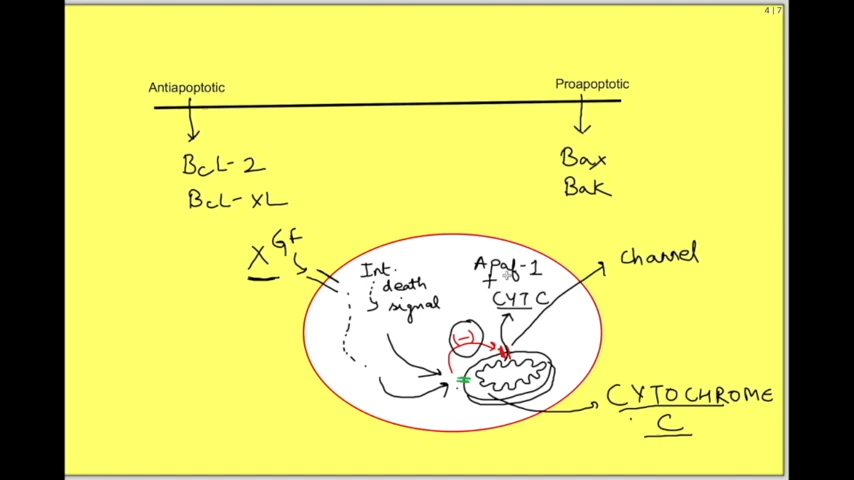 4 | 7
Antiapoptotic
Proapoptotic
BcL-2
BcL-XL
Bax
Bak
X GF
Int.
death
signal
Apaf-1
+
CYT C
channel
(-)
CYTOCHROME
C